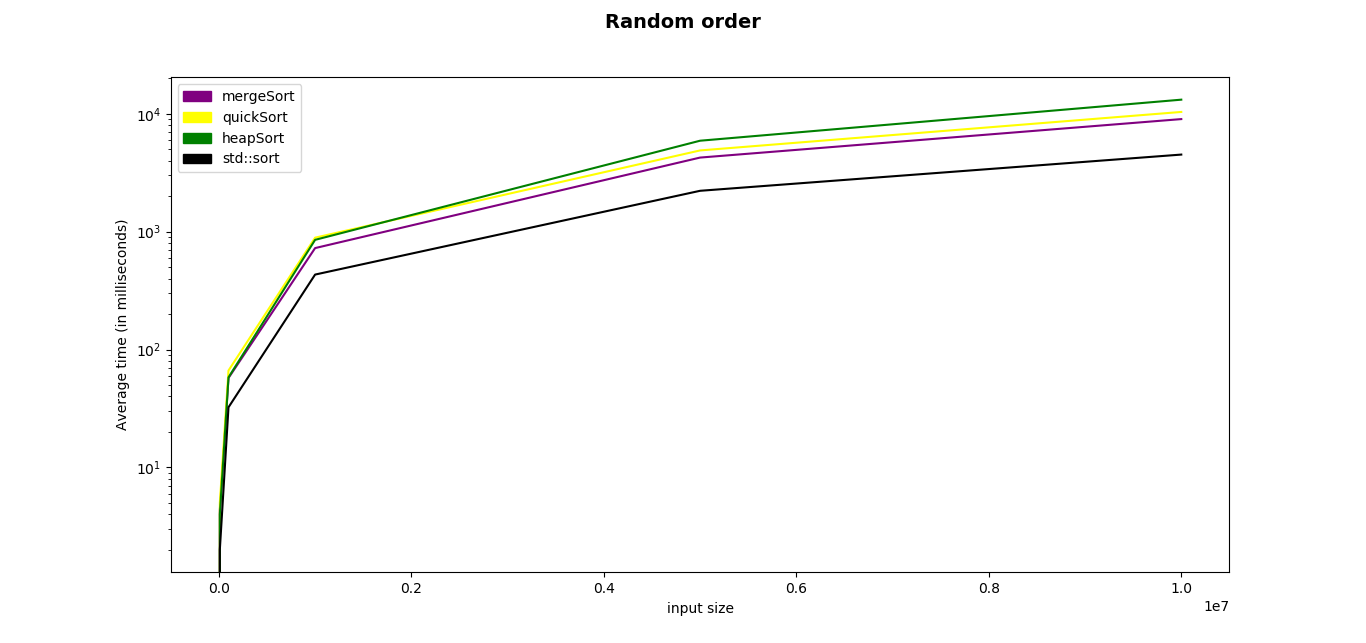 Random order
mergeSort
quickSort
heapSort
std::sort
Average time (in milliseconds)
10⁴
10³
10²
10¹
0.0 0.2 0.4 0.6 0.8 1.0
1e7
input size